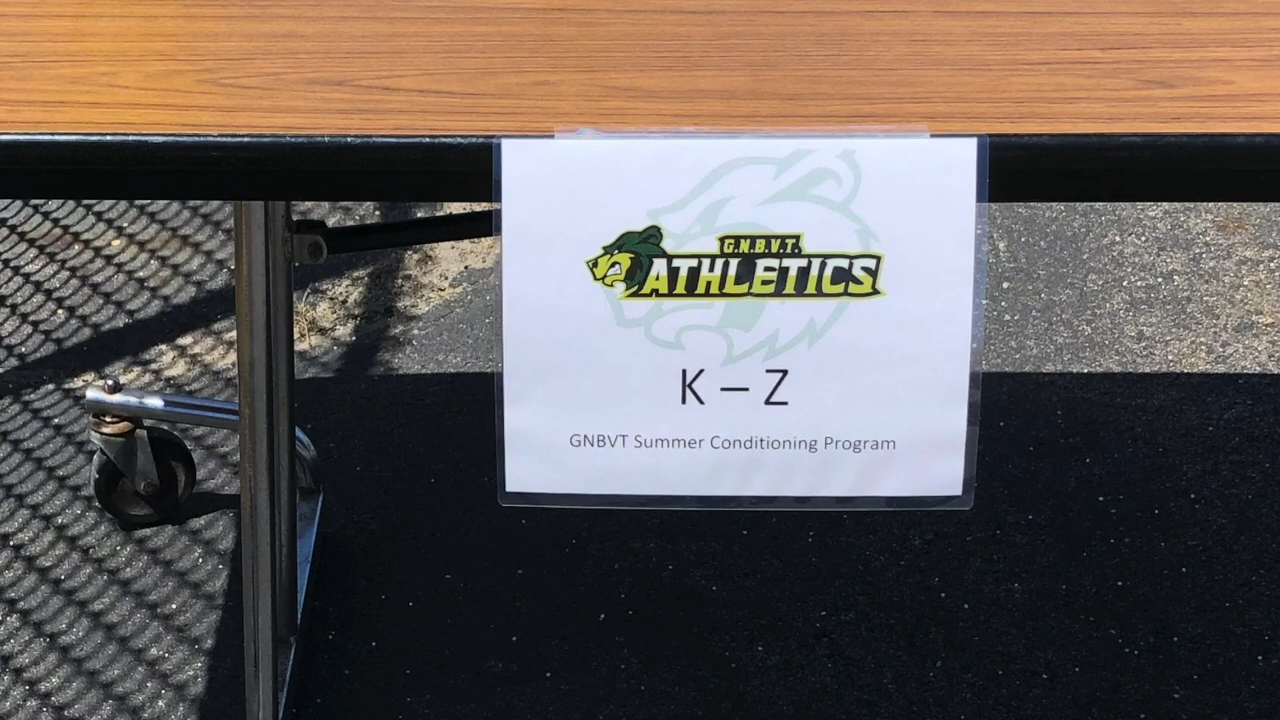 G.N.B.V.T.
ATHLETICS
K – Z
GNBVT Summer Conditioning Program